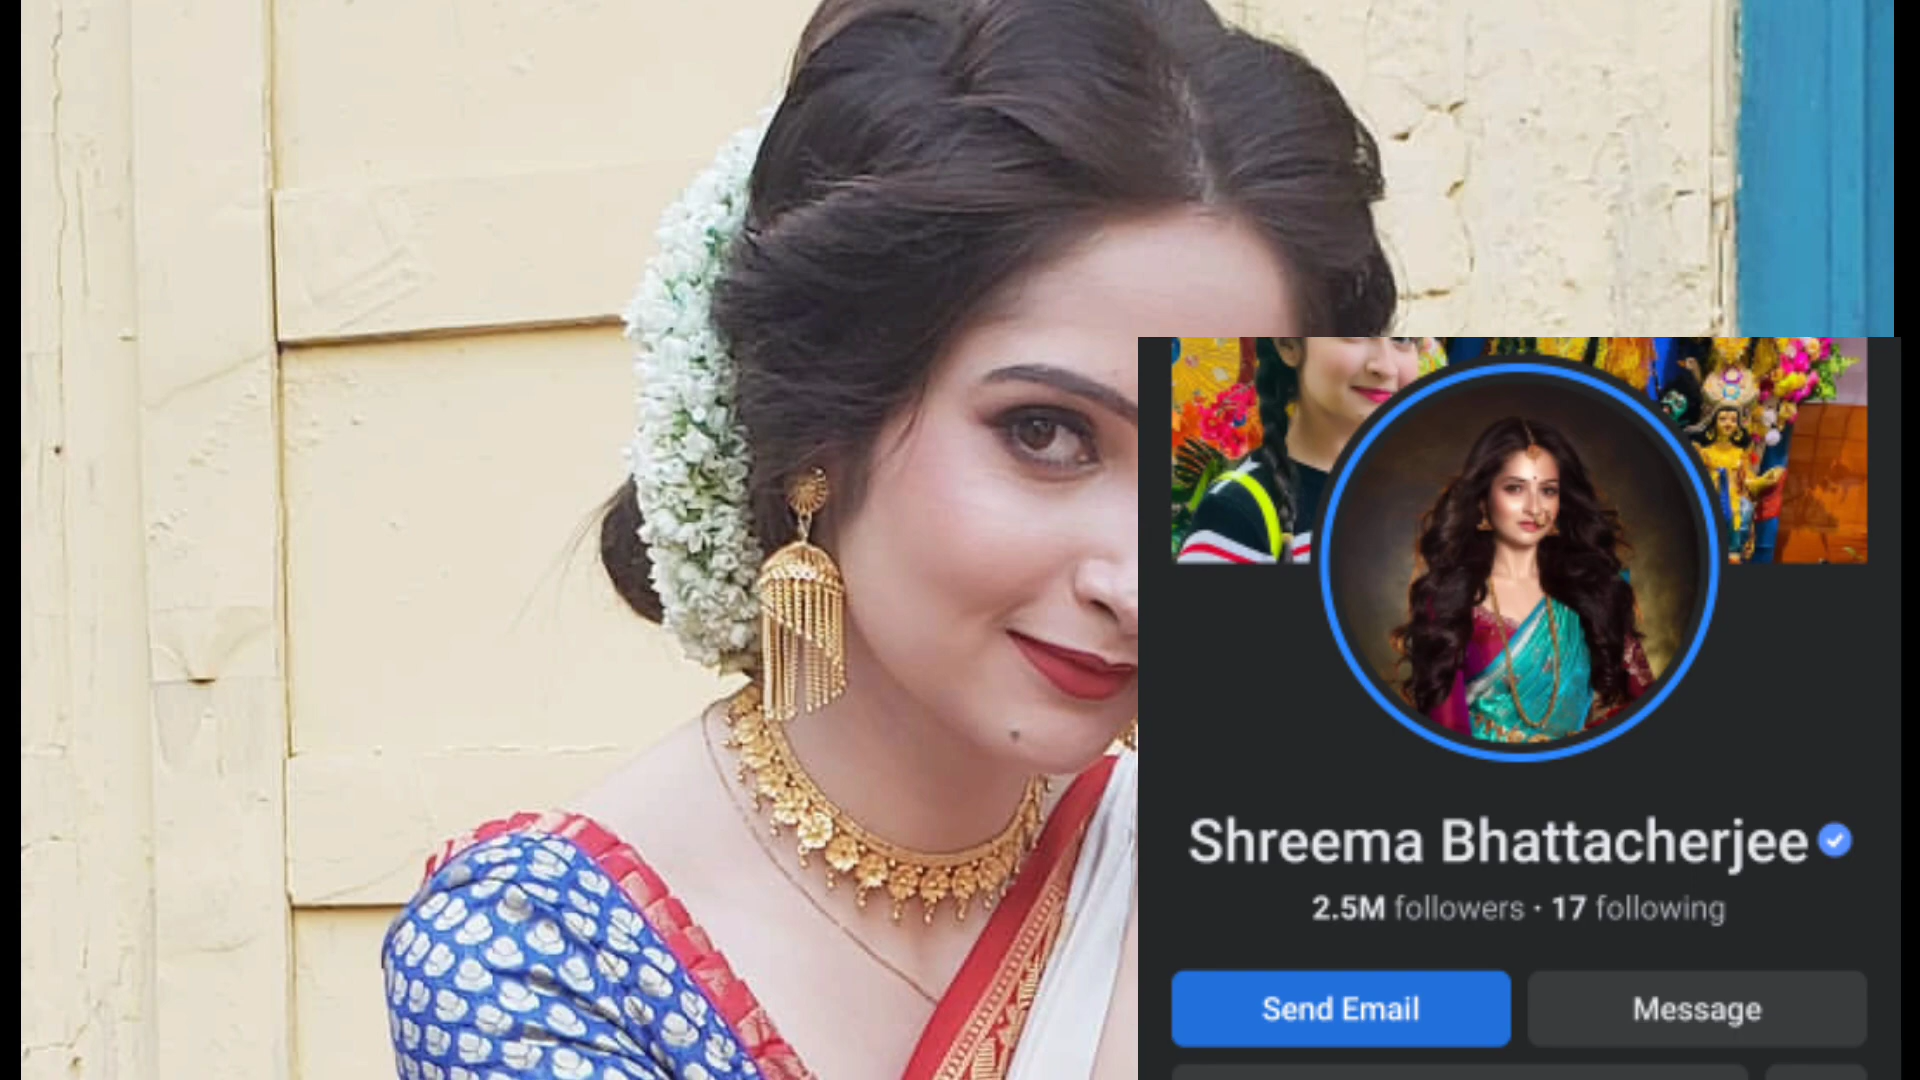 Shreema Bhattacherjee
2.5M followers • 17 following
Send Email
Message